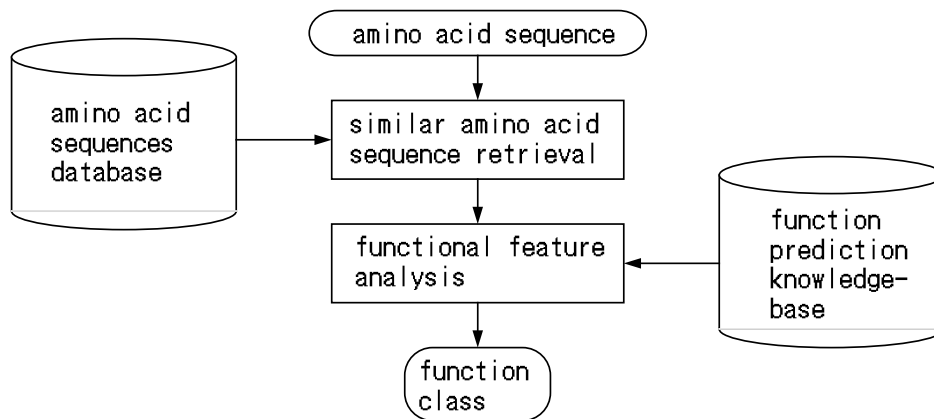 amino acid sequence
amino acid
sequences
database
similar amino acid
sequence retrieval
functional feature
analysis
function
prediction
knowledge-
base
function
class